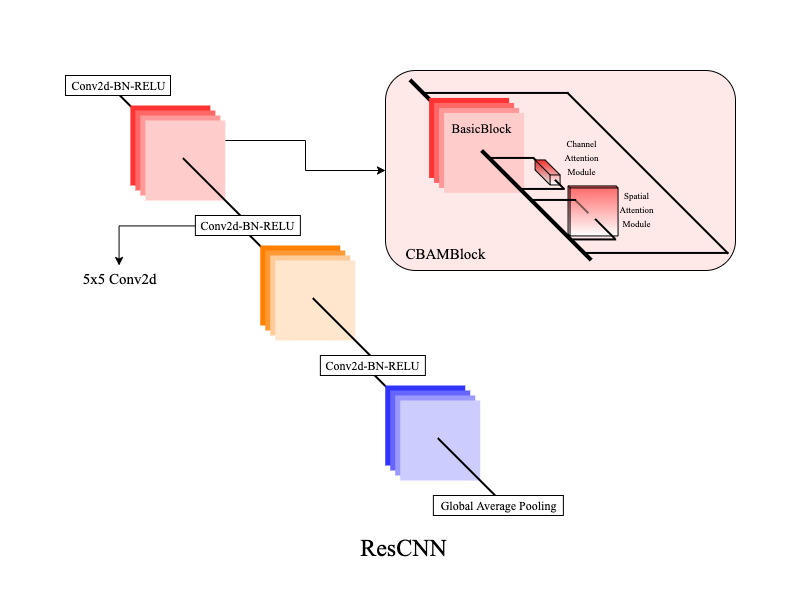 Conv2d-BN-RELU
BasicBlock
Channel
Attention
Module
Spatial
Attention
Module
CBAMBlock
Conv2d-BN-RELU
5x5 Conv2d
Conv2d-BN-RELU
Global Average Pooling
ResCNN